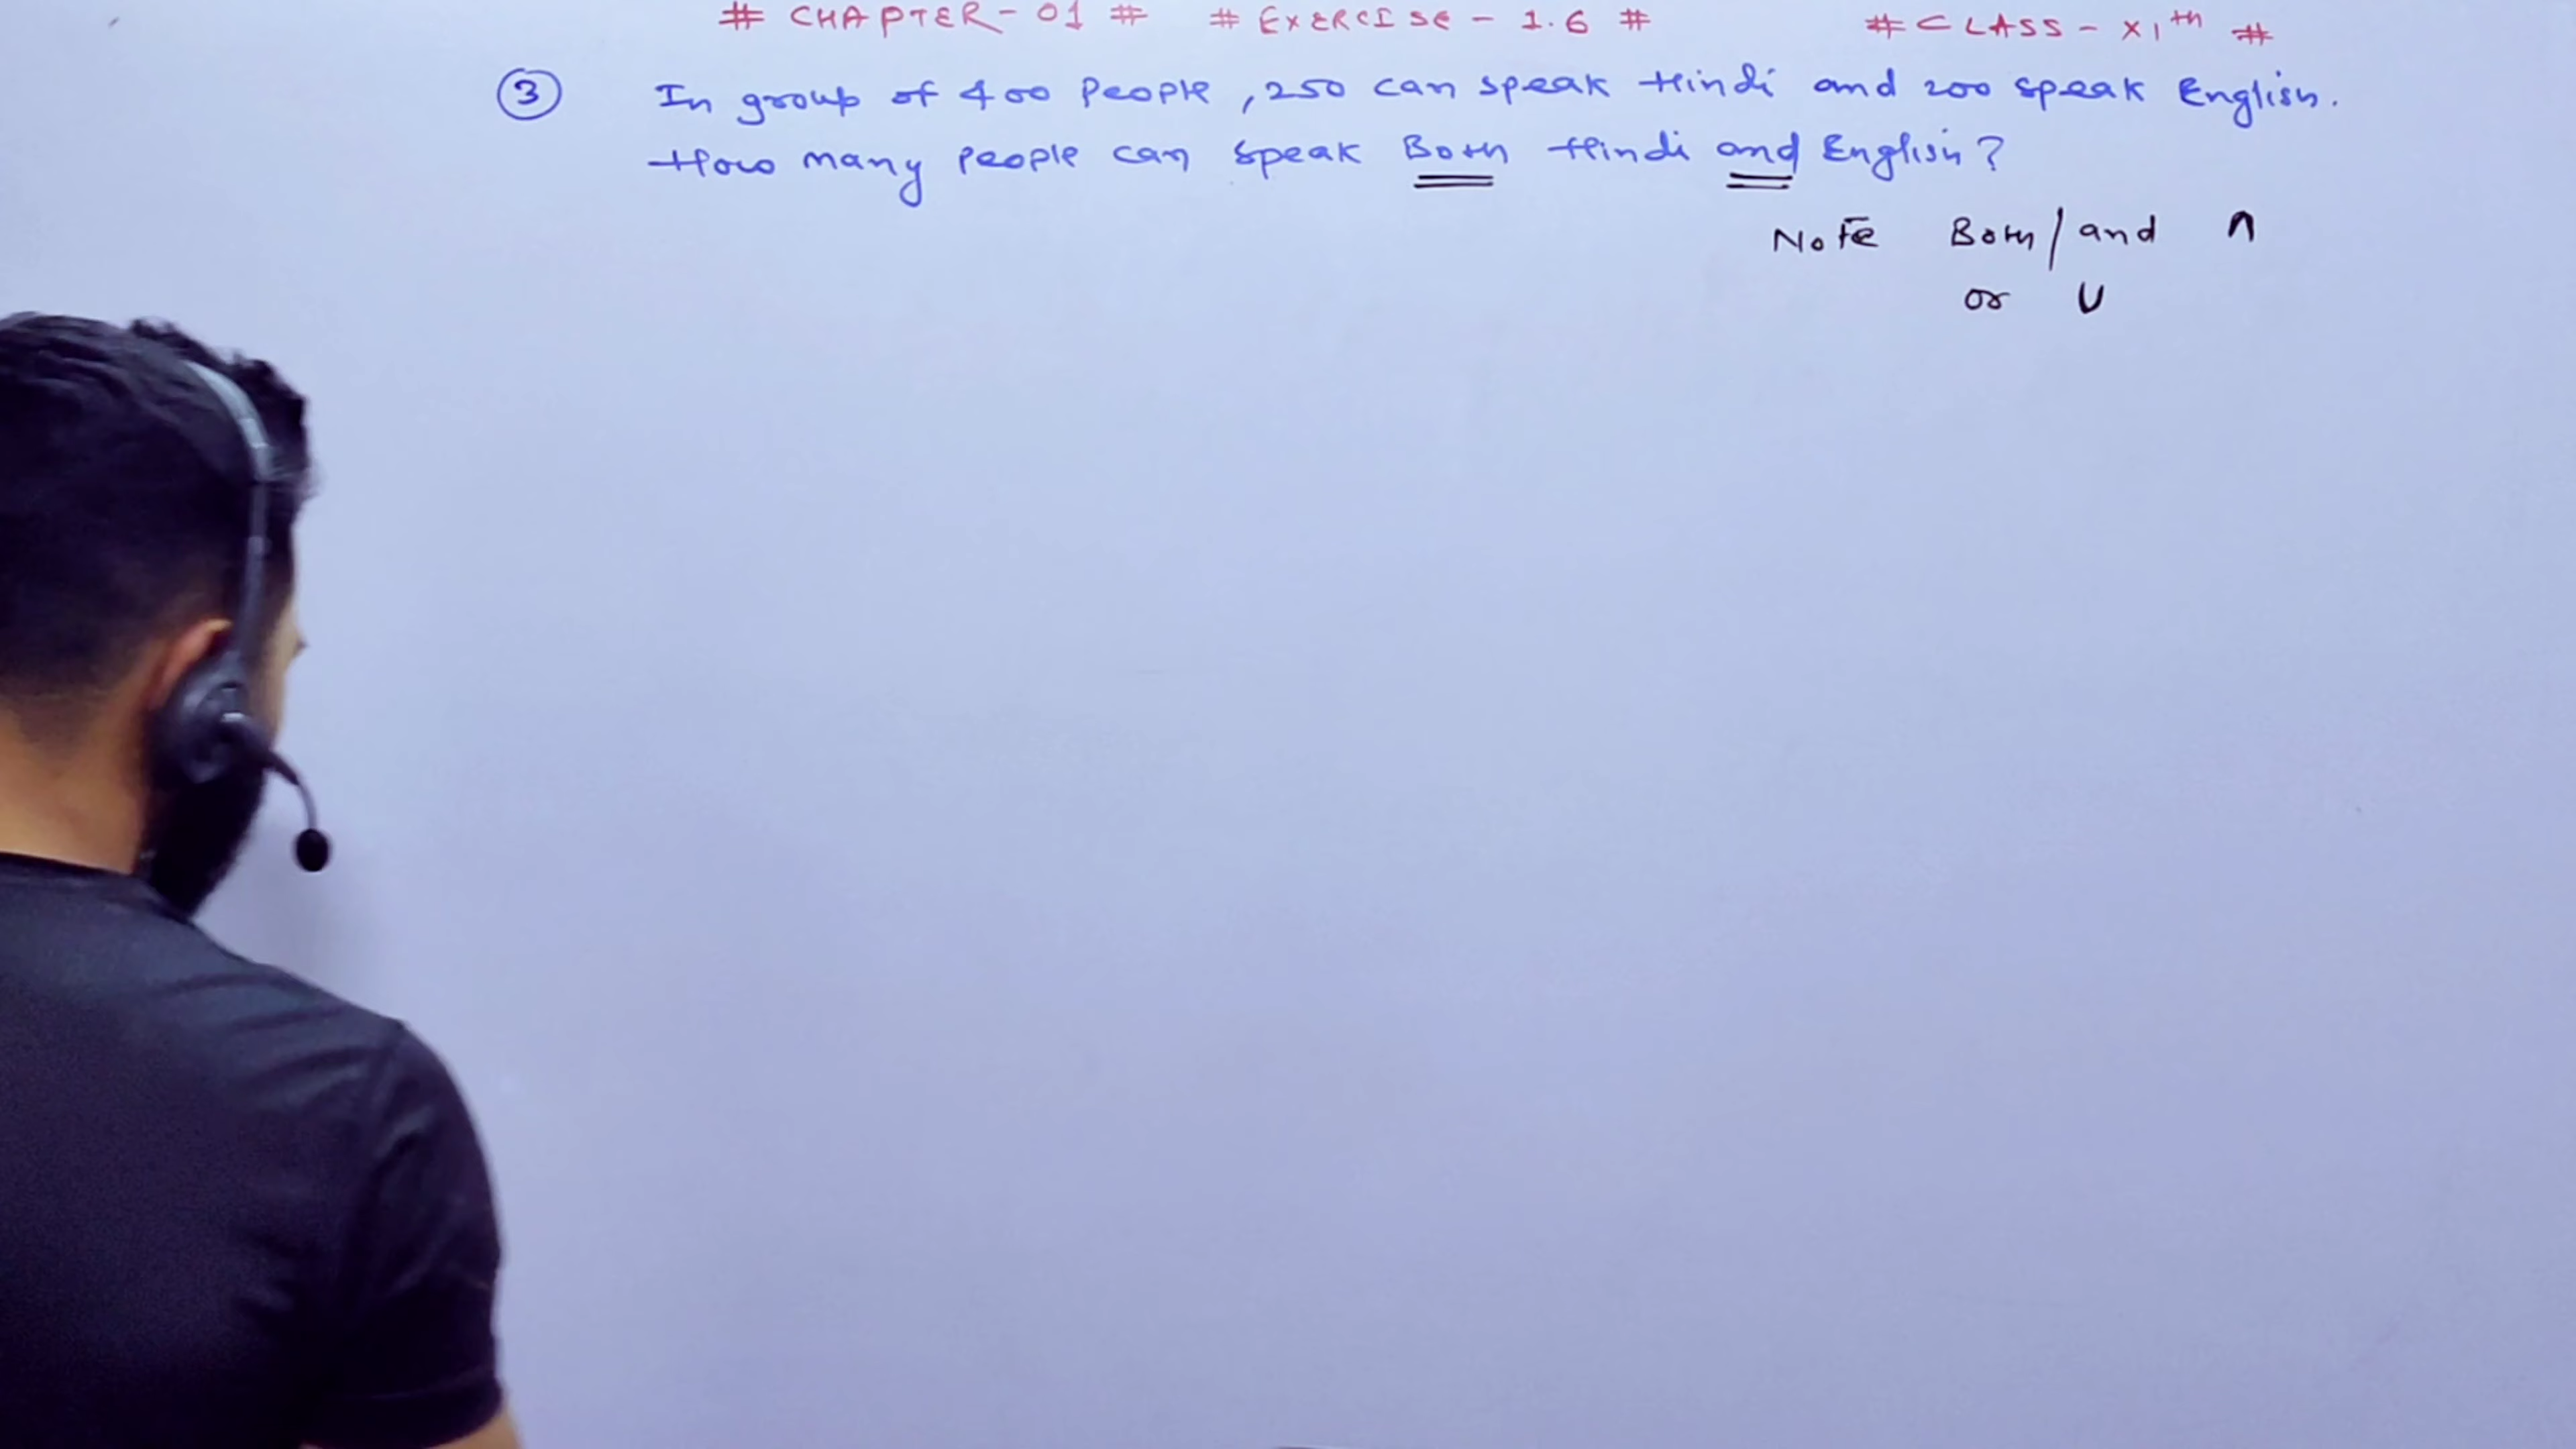 # CHAPTER - 01 # # EXERCISE - 1.6 # # CLASS - XIth #
③ In group of 400 People, 250 can speak Hindi and 200 speak English.
How many people can speak Both Hindi and English?
Note Both/and ∩
or ∪